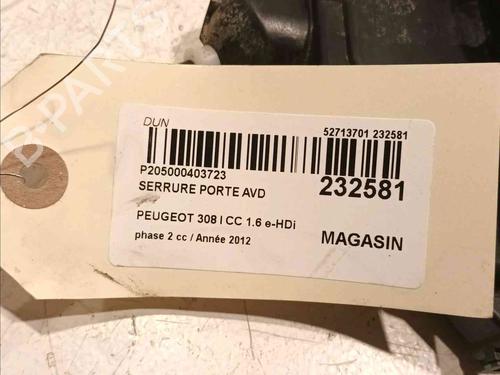 DUN
52713701 232581
P205000403723
SERRURE PORTE AVD
232581
PEUGEOT 308 I CC 1.6 e-HDi
phase 2 cc / Année 2012
MAGASIN
B-PARTS